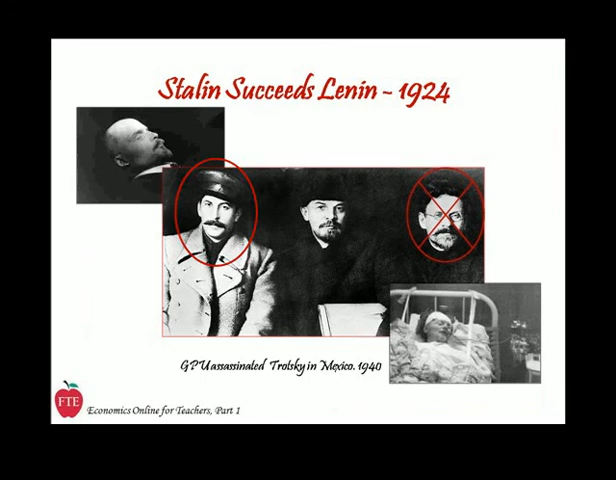 Stalin Succeeds Lenin - 1924
GPU assassinated Trotsky in Mexico. 1940
FTE
Economics Online for Teachers, Part 1